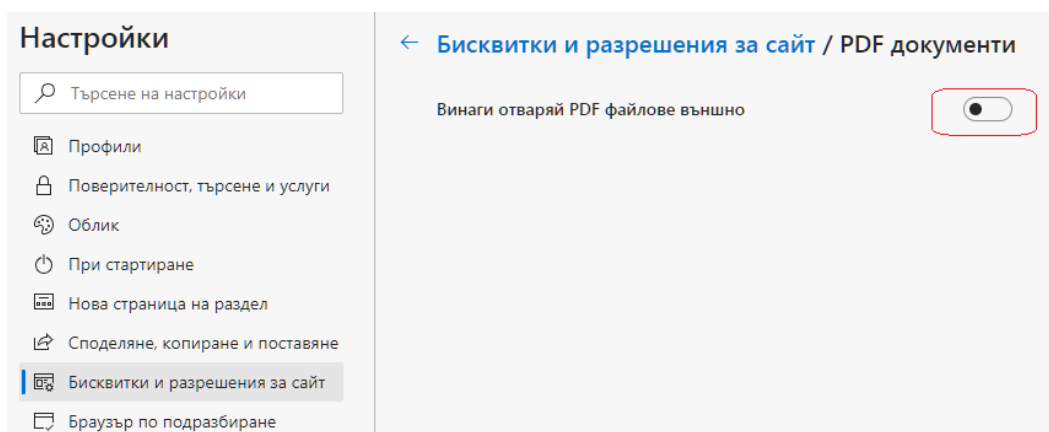 Настройки
Търсене на настройки
Профили
Поверителност, търсене и услуги
Облик
При стартиране
Нова страница на раздел
Споделяне, копиране и поставяне
Бисквитки и разрешения за сайт
Браузър по подразбиране
Бисквитки и разрешения за сайт / PDF документи
Винаги отваряй PDF файлове външно